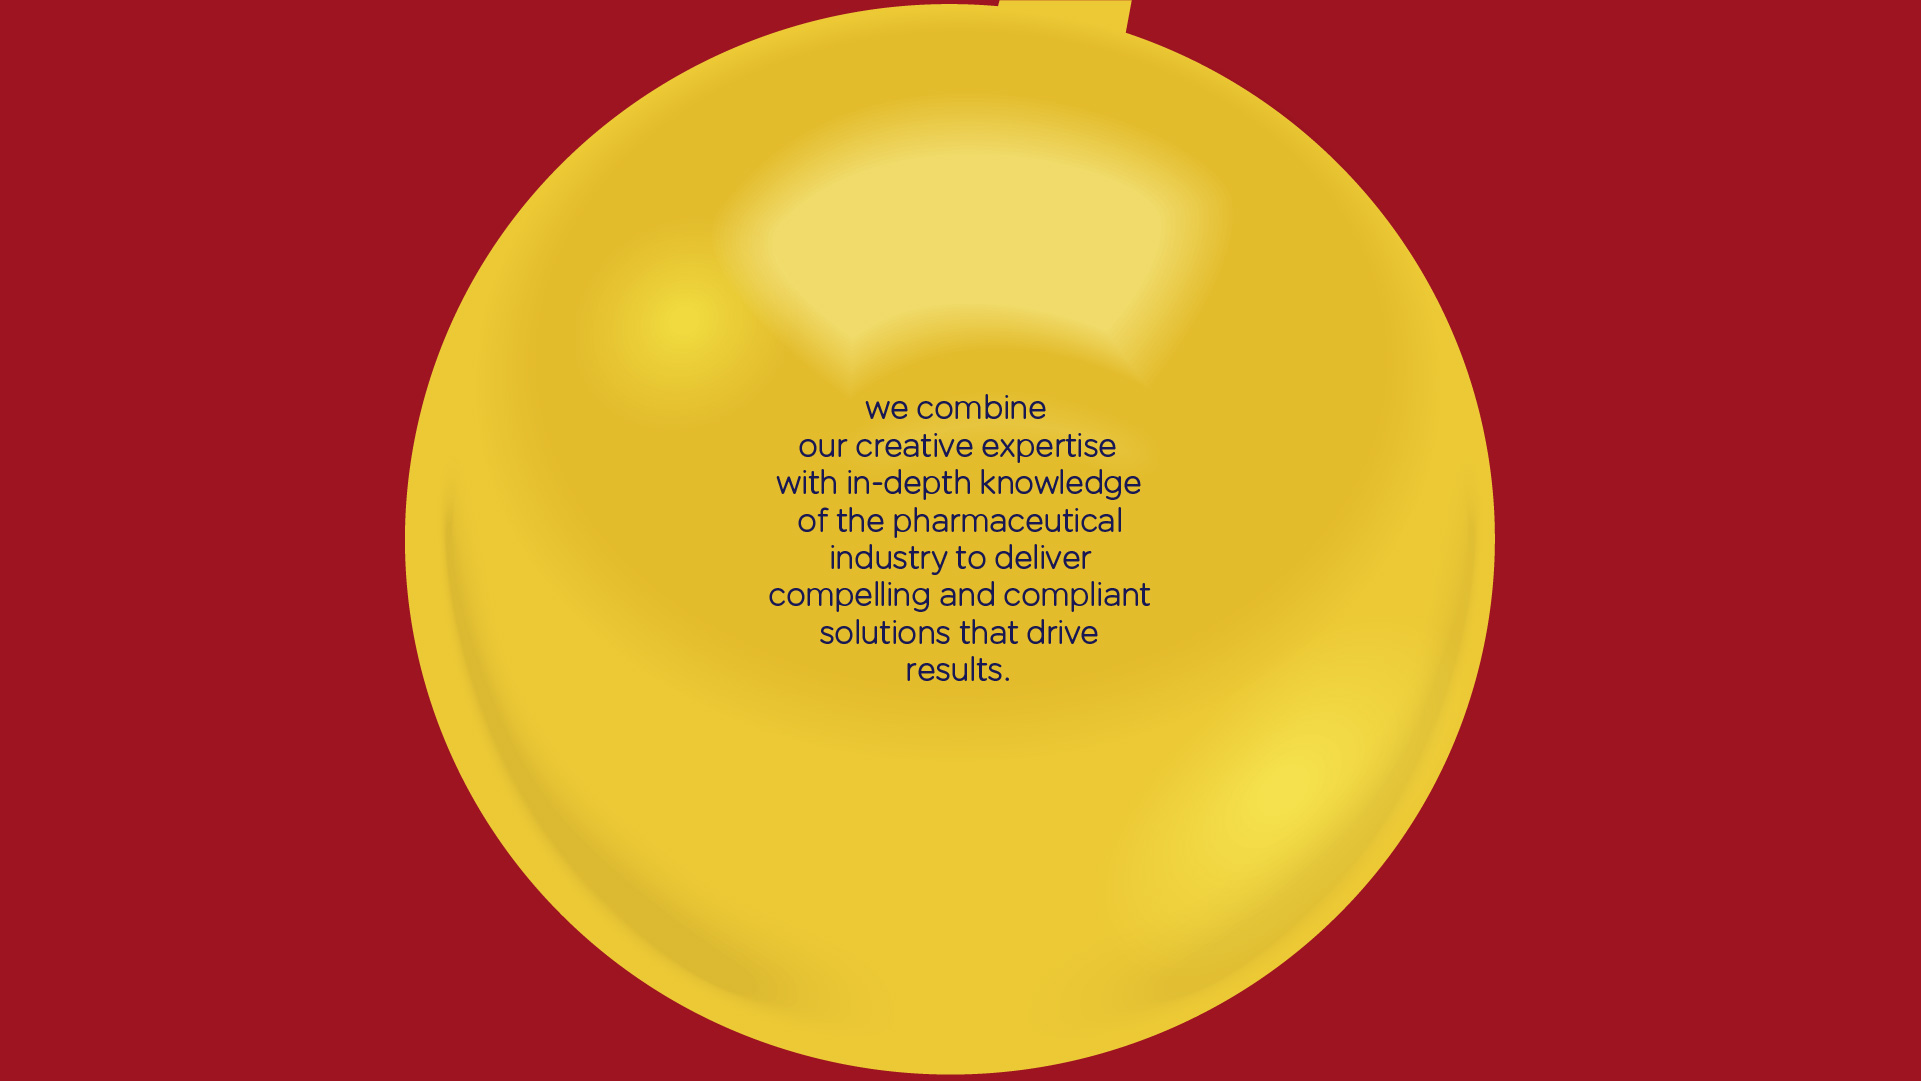 we combine
our creative expertise
with in-depth knowledge
of the pharmaceutical
industry to deliver
compelling and compliant
solutions that drive
results.